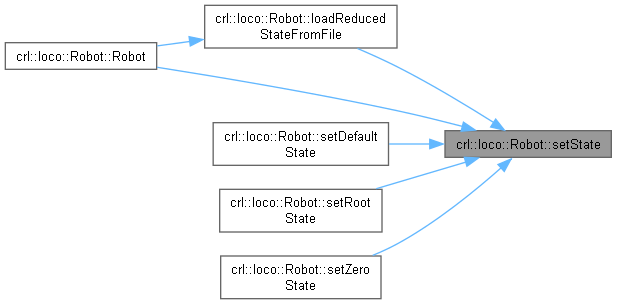 crl::loco::Robot::loadReduced
StateFromFile
crl::loco::Robot::Robot
crl::loco::Robot::setDefault
State
crl::loco::Robot::setState
crl::loco::Robot::setRoot
State
crl::loco::Robot::setZero
State